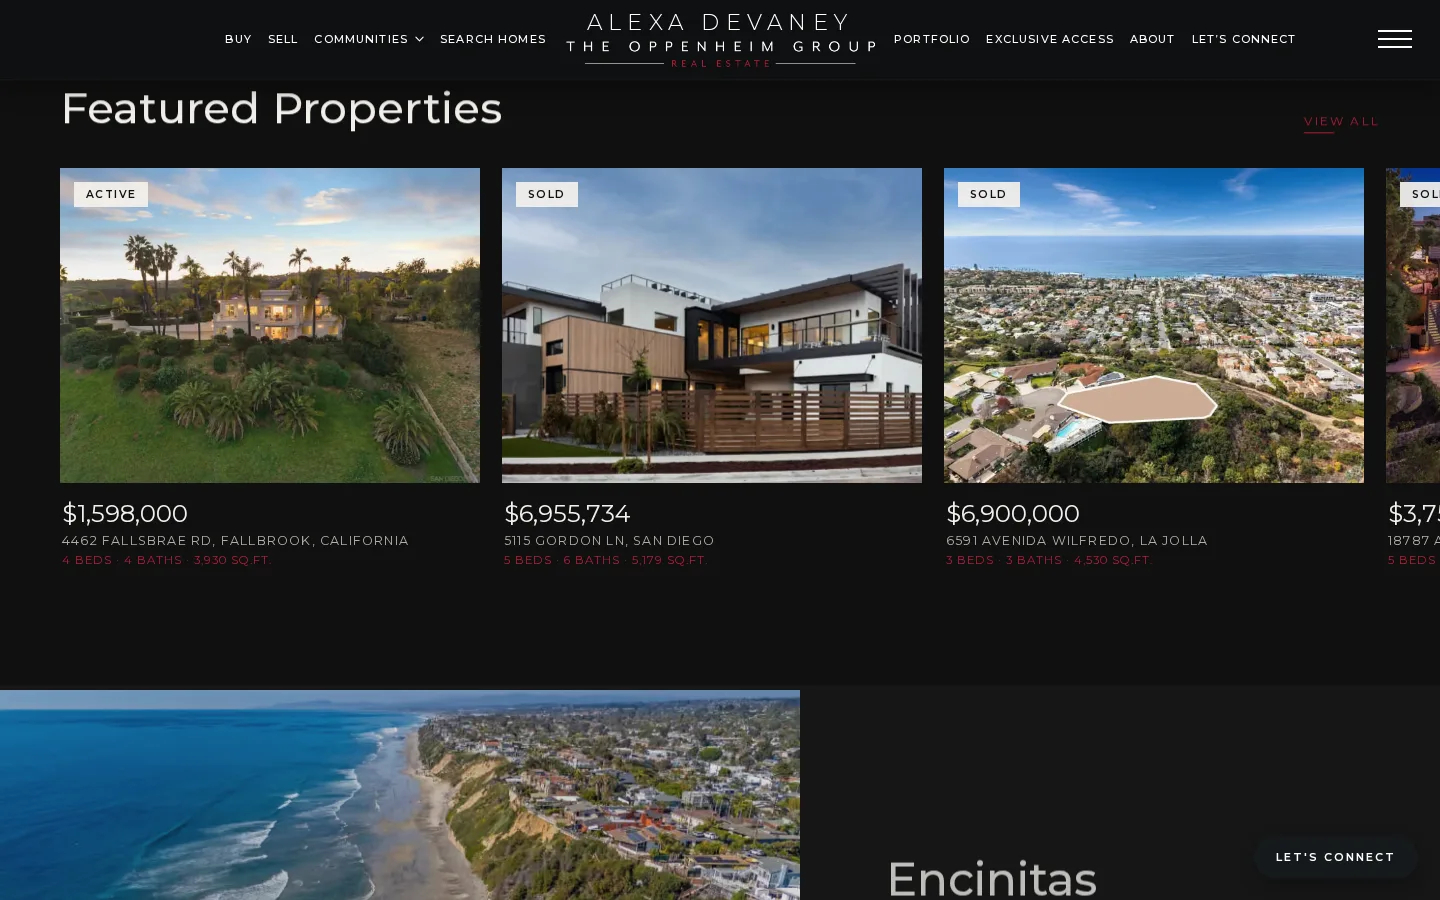 BUY
SELL
COMMUNITIES
SEARCH HOMES
ALEXA DEVANEY
THE OPPENHEIM GROUP
REAL ESTATE
PORTFOLIO
EXCLUSIVE ACCESS
ABOUT
LET'S CONNECT
Featured Properties
VIEW ALL
ACTIVE
SOLD
SOLD
$1,598,000
4462 FALLSBRAE RD, FALLBROOK, CALIFORNIA
4 BEDS · 4 BATHS · 3,930 SQ.FT.
$6,955,734
5115 GORDON LN, SAN DIEGO
5 BEDS · 6 BATHS · 5,179 SQ.FT.
$6,900,000
6591 AVENIDA WILFREDO, LA JOLLA
3 BEDS · 3 BATHS · 4,530 SQ.FT.
18787
5 BEDS
Encinitas
LET'S CONNECT